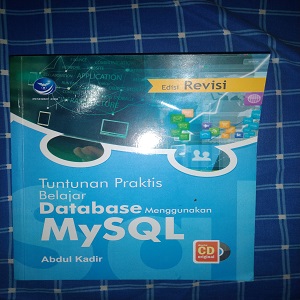 APPLICATION
Edisi Revisi
Tuntunan Praktis
Belajar
Database Menggunakan
MySQL
Abdul Kadir
CD